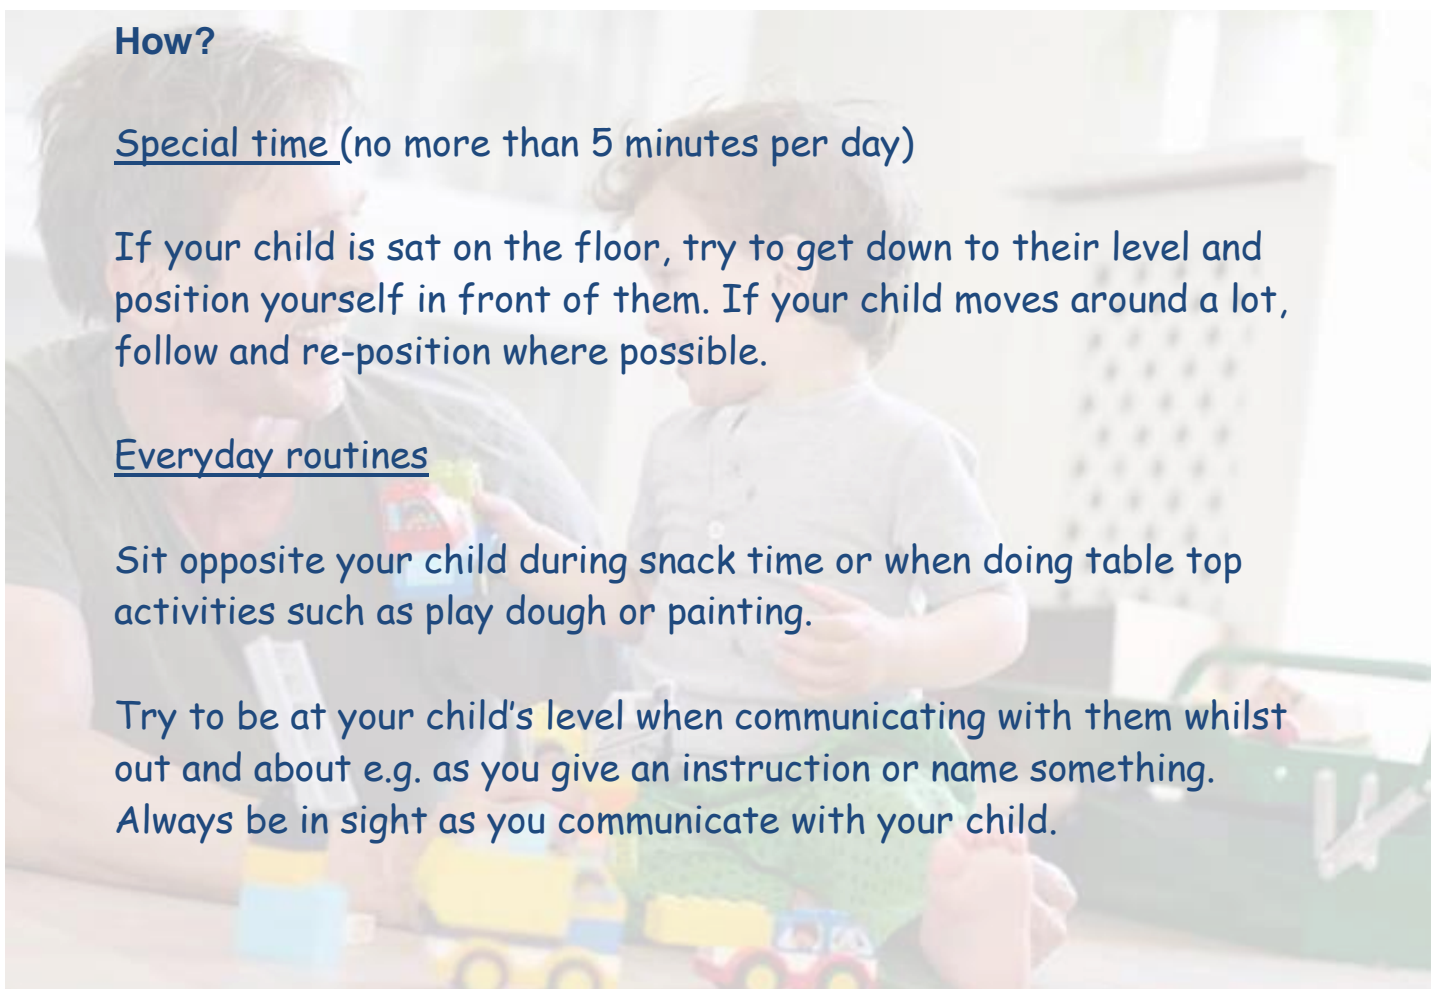 How?
Special time (no more than 5 minutes per day)
If your child is sat on the floor, try to get down to their level and
position yourself in front of them. If your child moves around a lot,
follow and re-position where possible.
Everyday routines
Sit opposite your child during snack time or when doing table top
activities such as play dough or painting.
Try to be at your child’s level when communicating with them whilst
out and about e.g. as you give an instruction or name something.
Always be in sight as you communicate with your child.